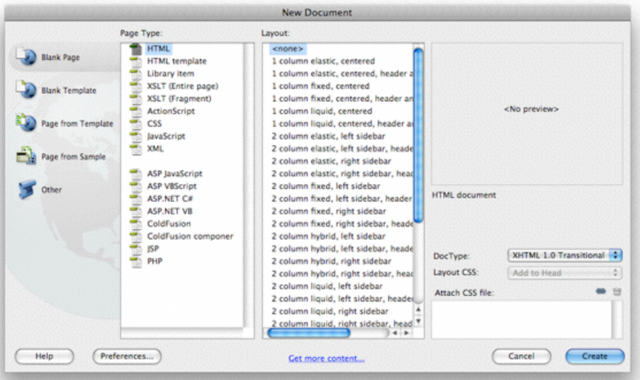 New Document
Blank Page
Blank Template
Page from Template
Page from Sample
Other
Page Type:
HTML
HTML template
Library item
XSLT (Entire page)
XSLT (Fragment)
ActionScript
CSS
JavaScript
XML
ASP JavaScript
ASP VBScript
ASP.NET C#
ASP.NET VB
ColdFusion
ColdFusion componer
JSP
PHP
Layout:
<none>
1 column elastic, centered
1 column elastic, centered, header a
1 column fixed, centered
1 column fixed, centered, header an
1 column liquid, centered
1 column liquid, centered, header a
2 column elastic, left sidebar
2 column elastic, left sidebar, heade
2 column elastic, right sidebar
2 column elastic, right sidebar, head
2 column fixed, left sidebar
2 column fixed, left sidebar, header
2 column fixed, right sidebar
2 column fixed, right sidebar, heade
2 column hybrid, left sidebar
2 column hybrid, left sidebar, heade
2 column hybrid, right sidebar
2 column hybrid, right sidebar, head
2 column liquid, left sidebar
2 column liquid, left sidebar, header
2 column liquid, right sidebar
2 column liquid, right sidebar, head
<No preview>
HTML document
DocType:
XHTML 1.0 Transitional
Layout CSS:
Add to Head
Attach CSS file:
Help
Preferences...
Get more content...
Cancel
Create